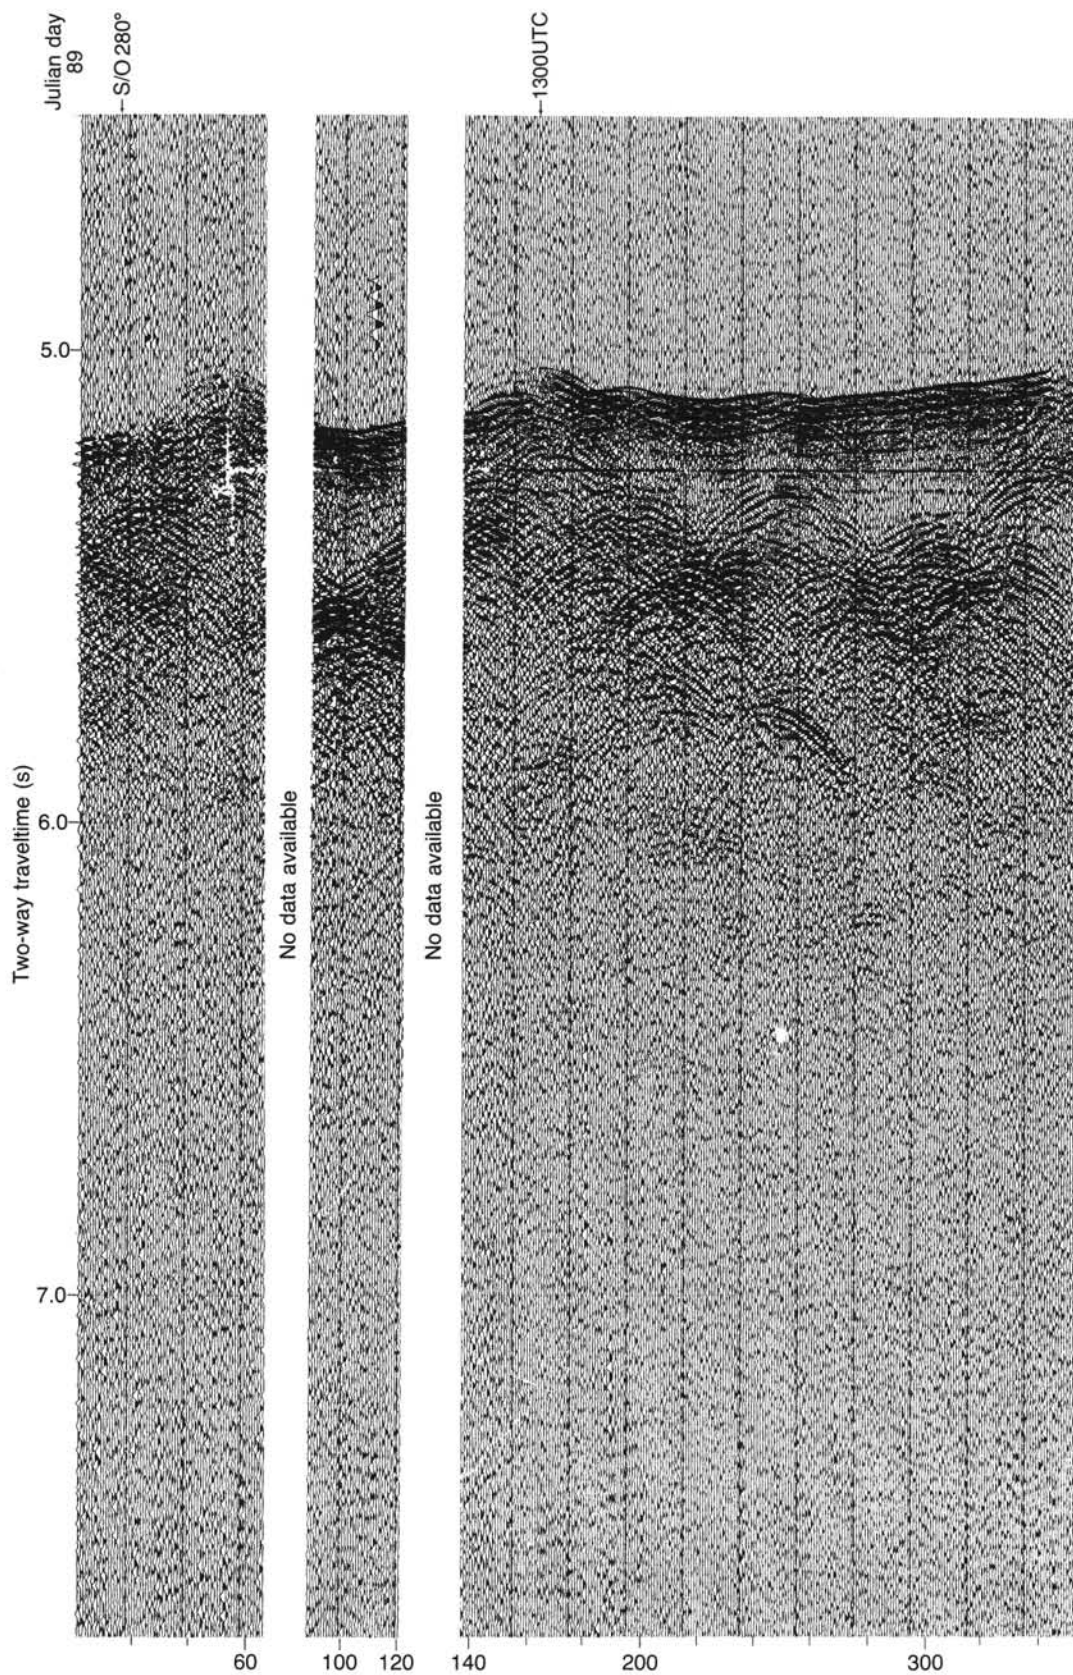 Julian day
89
S/O 280°
1300UTC
5.0
6.0
7.0
Two-way traveltime (s)
No data available
No data available
60
100
120
140
200
300